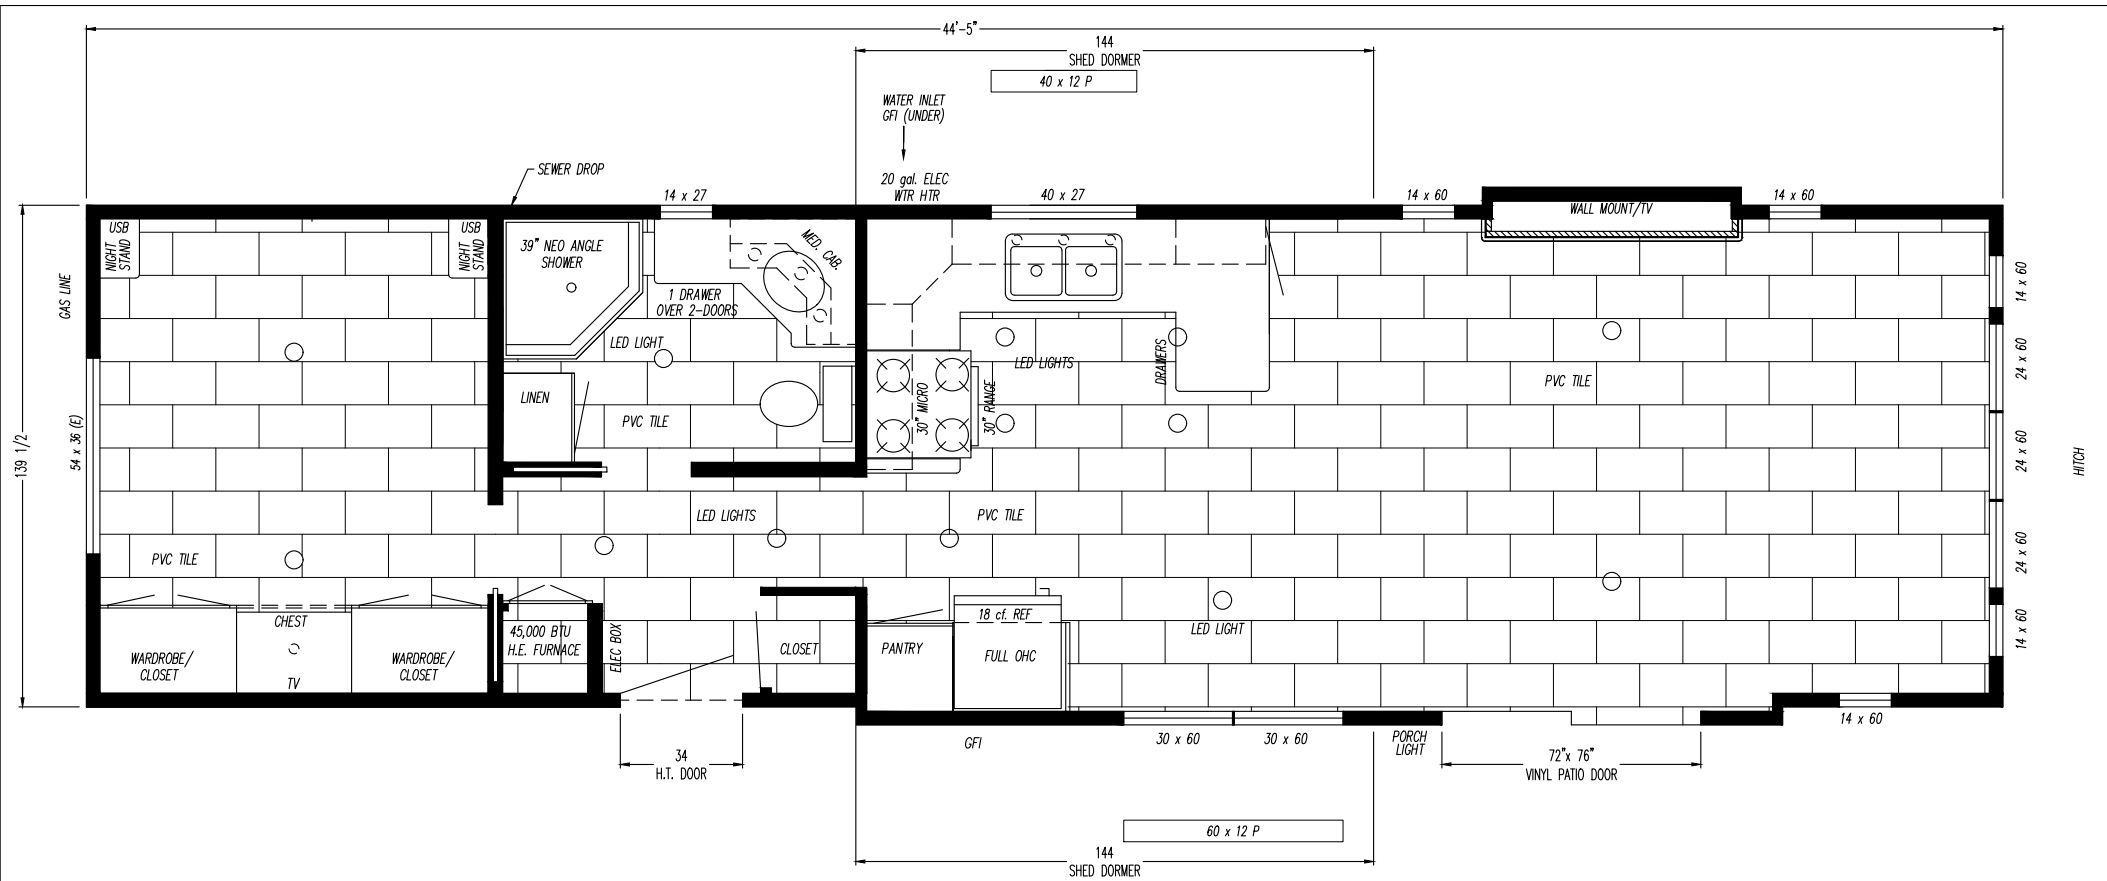 44'-5"
144
SHED DORMER
40 x 12 P
WATER INLET
GFI (UNDER)
SEWER DROP
20 gal. ELEC
WTR HTR
14 x 27
40 x 27
14 x 60
14 x 60
WALL MOUNT/TV
USB
NIGHT
STAND
USB
NIGHT
STAND
39" NEO ANGLE
SHOWER
MED. CAB.
1 DRAWER
OVER 2-DOORS
GAS LINE
14 x 60
LED LIGHT
LED LIGHTS
DRAWERS
24 x 60
PVC TILE
LINEN
30" MICRO
30" RANGE
PVC TILE
54 x 36 (E)
139 1/2
24 x 60
HITCH
LED LIGHTS
PVC TILE
PVC TILE
24 x 60
CHEST
18 cf. REF
LED LIGHT
14 x 60
45,000 BTU
H.E. FURNACE
ELEC BOX
CLOSET
PANTRY
FULL OHC
WARDROBE/
CLOSET
WARDROBE/
CLOSET
TV
14 x 60
GFI
30 x 60
30 x 60
PORCH
LIGHT
34
H.T. DOOR
72"x 76"
VINYL PATIO DOOR
60 x 12 P
144
SHED DORMER